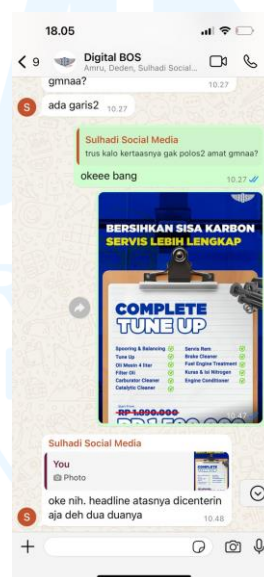 18.05
9
Digital BOS
Amru, Deden, Sulhadi Social...
gmnaa?
10.27
S
ada garis2 10.27
Sulhadi Social Media
trus kalo kertaasnya gak polos2 amat gmnaa?
okeee bang
10.27
BERSIHKAN SISA KARBON
SERVIS LEBIH LENGKAP
COMPLETE
TUNE UP
Spooring & Balancing
Tune Up
Oli Mesin 4 liter
Filter Oli
Carburator Cleaner
Catalytic Cleaner
Servis Rem
Brake Cleaner
Fuel Engine Treatment
Kuras & Isi Nitrogen
Engine Conditioner
RP 1.890.000
10.42
Sulhadi Social Media
You
Photo
oke nih. headline atasnya dicenterin
aja deh dua duanya
10.48
S